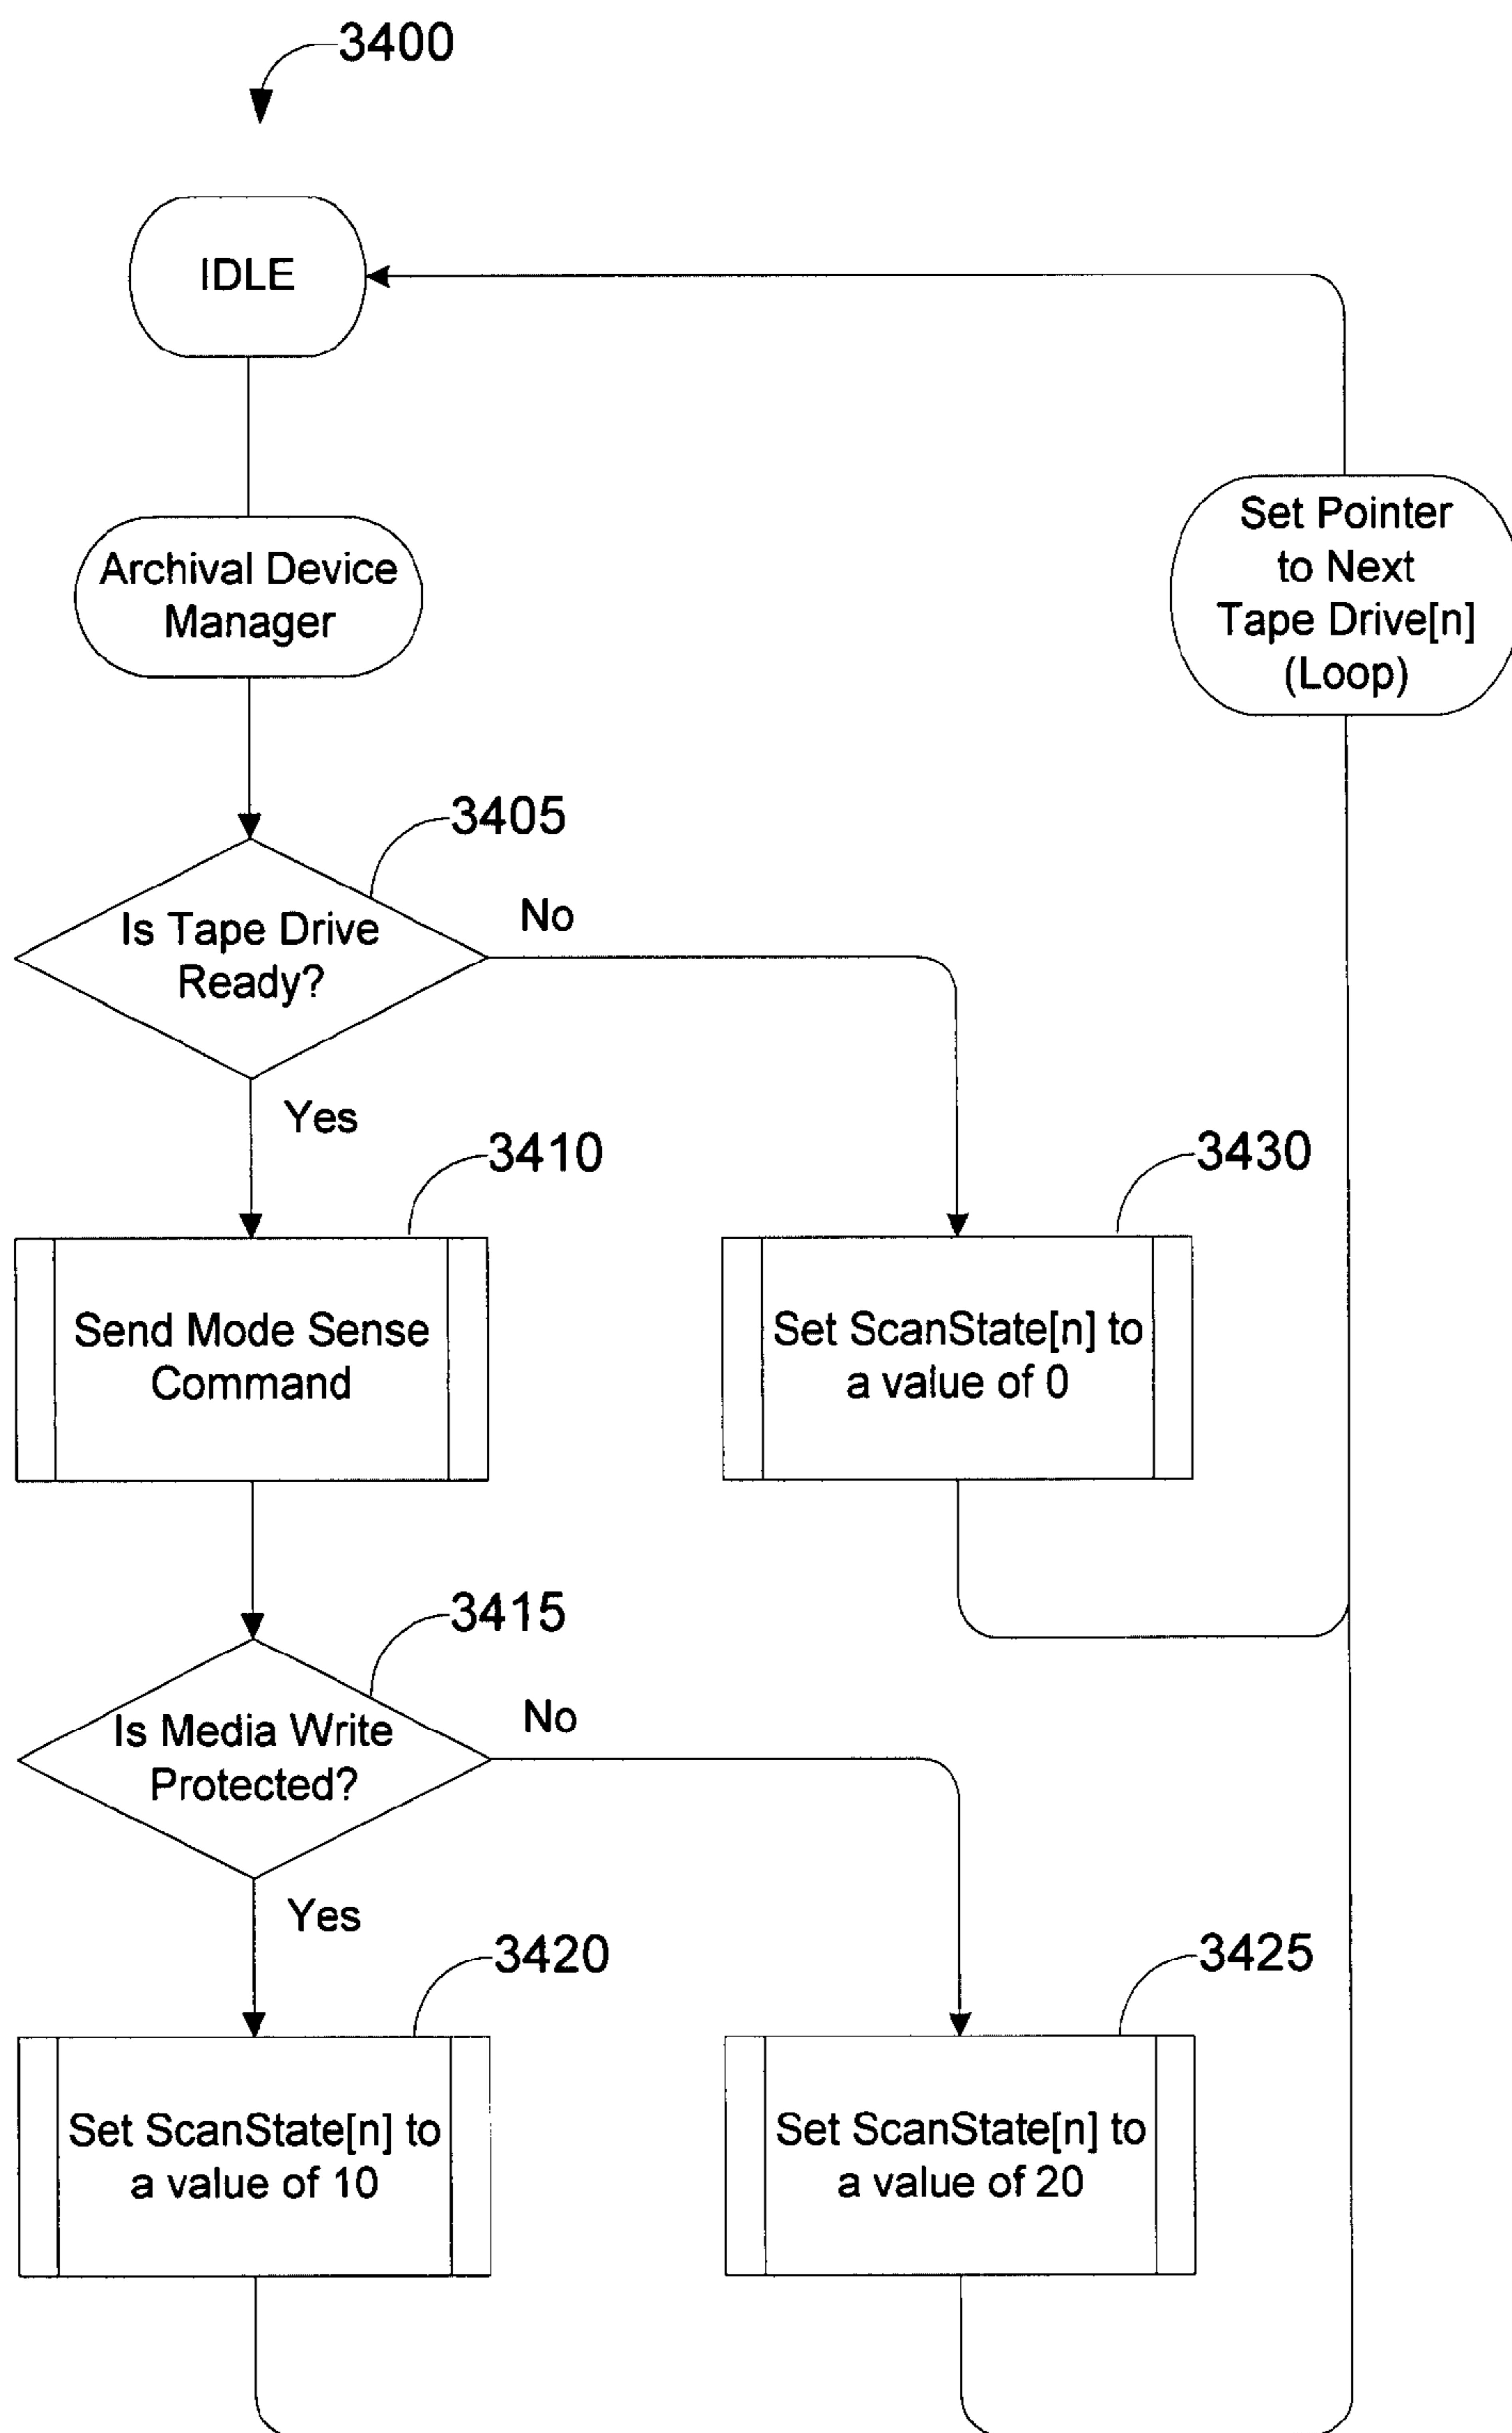 3400
IDLE
Archival Device
Manager
Set Pointer
to Next
Tape Drive[n]
(Loop)
3405
Is Tape Drive
Ready?
No
Yes
3410
3430
Send Mode Sense
Command
Set ScanState[n] to
a value of 0
3415
Is Media Write
Protected?
No
Yes
3420
3425
Set ScanState[n] to
a value of 10
Set ScanState[n] to
a value of 20